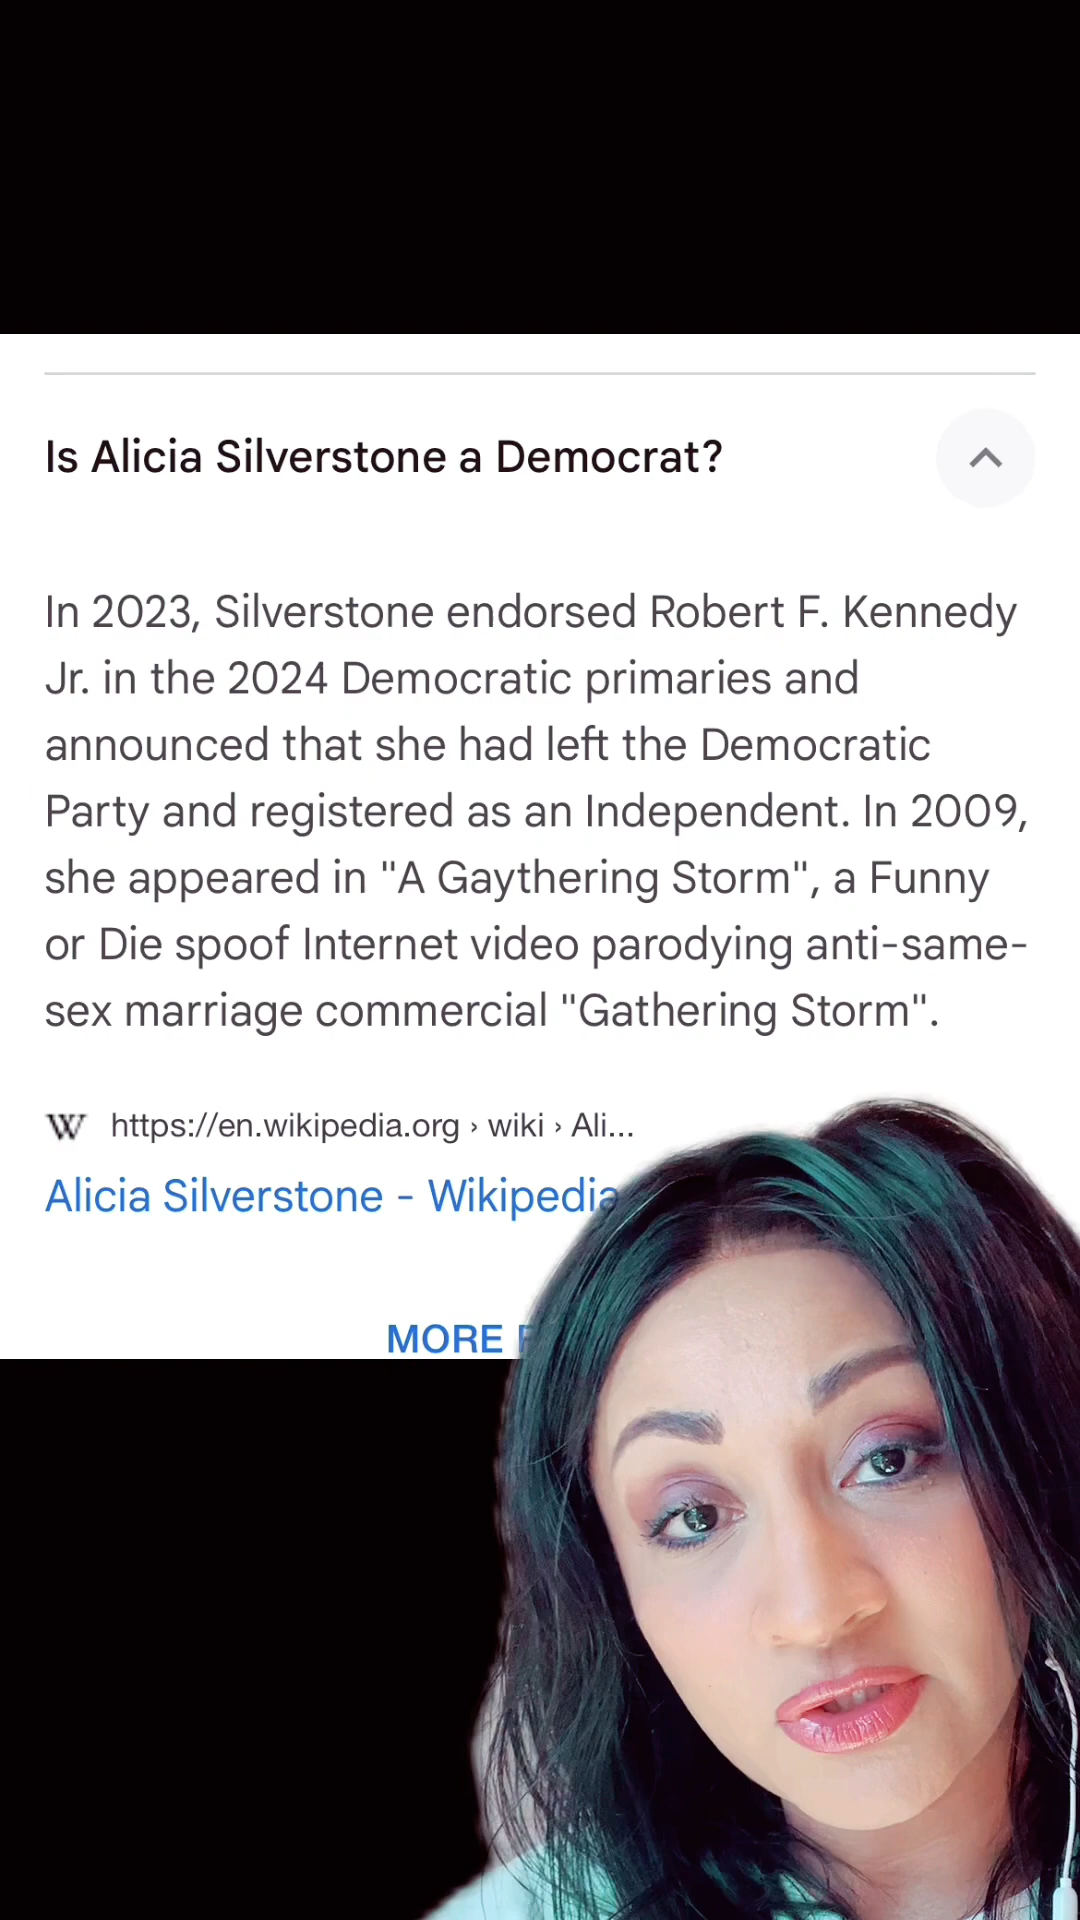 Is Alicia Silverstone a Democrat?
In 2023, Silverstone endorsed Robert F. Kennedy
Jr. in the 2024 Democratic primaries and
announced that she had left the Democratic
Party and registered as an Independent. In 2009,
she appeared in "A Gaythering Storm", a Funny
or Die spoof Internet video parodying anti-same-
sex marriage commercial "Gathering Storm".
W https://en.wikipedia.org › wiki › Ali...
Alicia Silverstone - Wikipedia
MORE